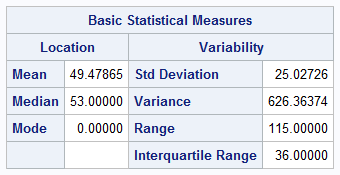 Basic Statistical Measures
Location Variability
Mean 49.47865 Std Deviation 25.02726
Median 53.00000 Variance 626.36374
Mode 0.00000 Range 115.00000
Interquartile Range 36.00000